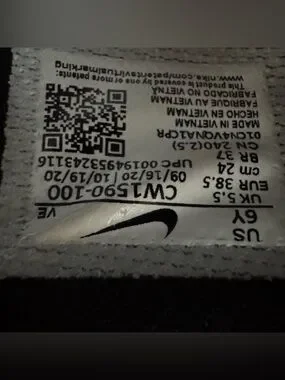 US 6Y VE
UK 5.5
EUR 38.5
cm 24
BR 37
CN 240(2.5)
CW1590-100
09/16/20 | 10/19/20
UPC 00194953243116
01CN4VQNA1CPR
MADE IN VIETNAM
HECHO EN VIETNAM
FABRIQUE AU VIETNAM
FABRICADO NO VIETNÃ
This product is covered by one or more patents:
www.nike.com/patentsvirtualmarking